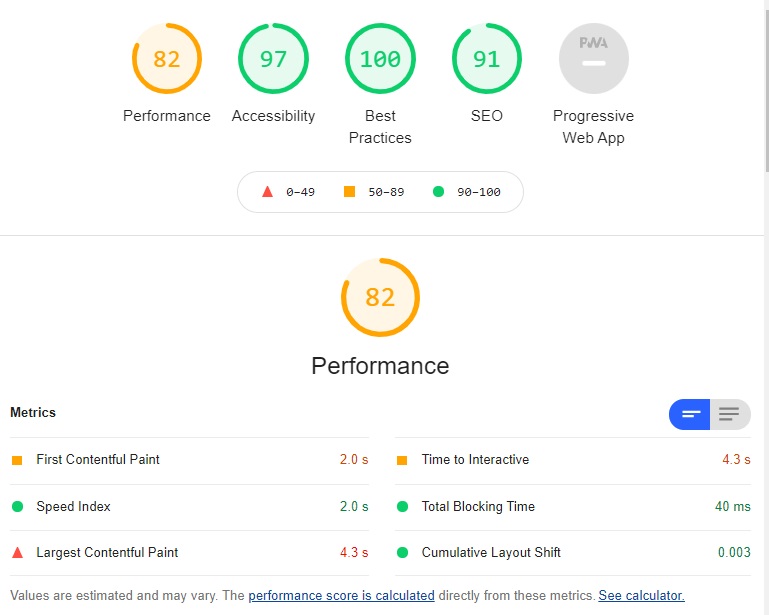 82 97 100 91 PWA
Performance Accessibility Best Practices SEO Progressive Web App
0–49 50–89 90–100
82
Performance
Metrics
First Contentful Paint 2.0 s Time to Interactive 4.3 s
Speed Index 2.0 s Total Blocking Time 40 ms
Largest Contentful Paint 4.3 s Cumulative Layout Shift 0.003
Values are estimated and may vary. The performance score is calculated directly from these metrics. See calculator.